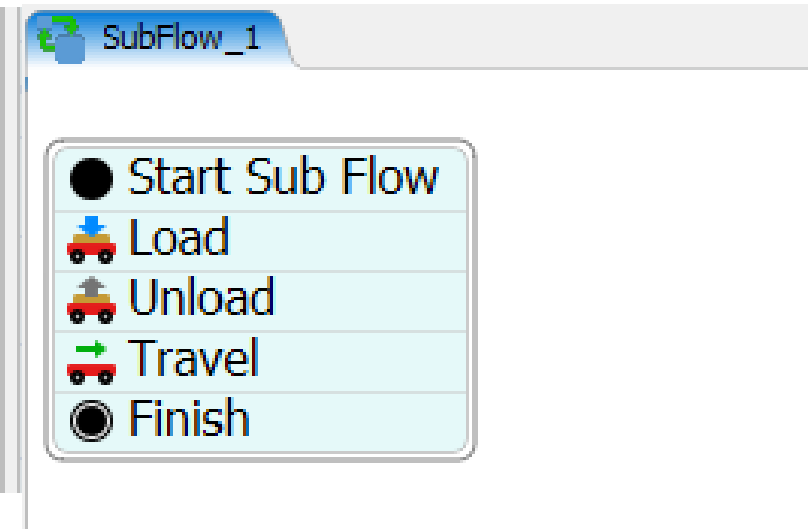 SubFlow_1
Start Sub Flow
Load
Unload
Travel
Finish